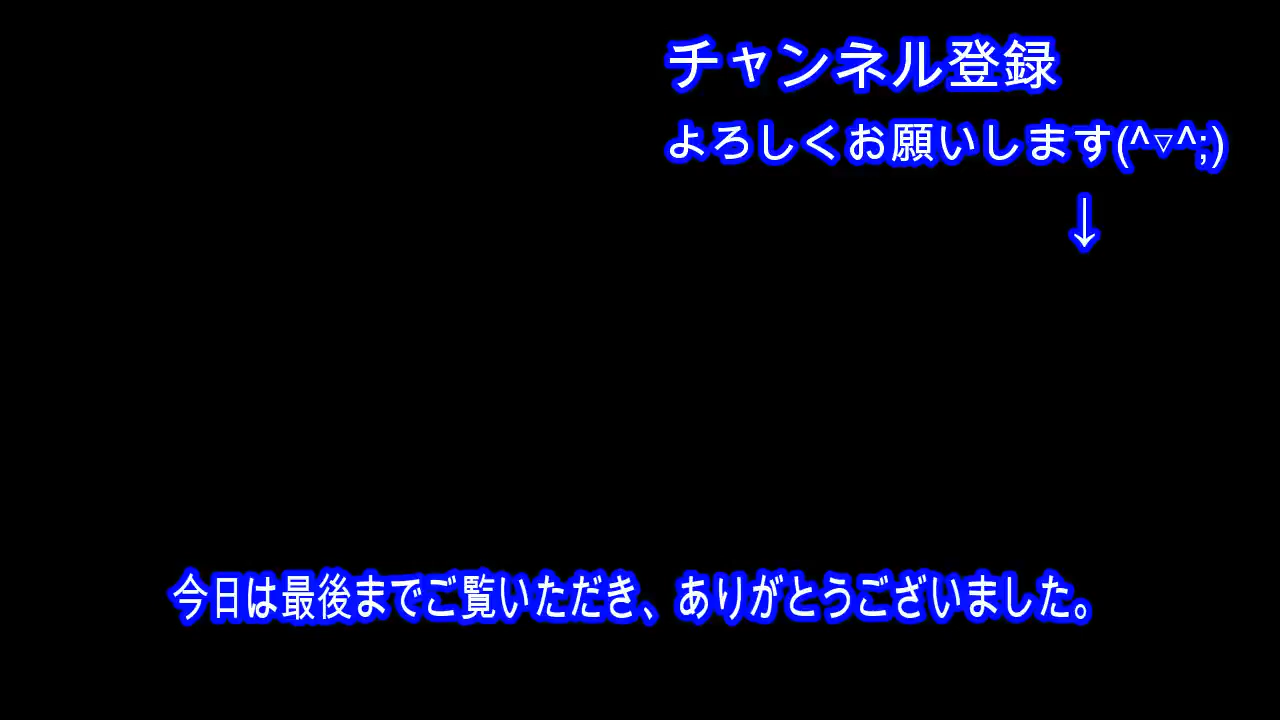 チャンネル登録
よろしくお願いします(^▽^;)
↓
今日は最後までご覧いただき、ありがとうございました。